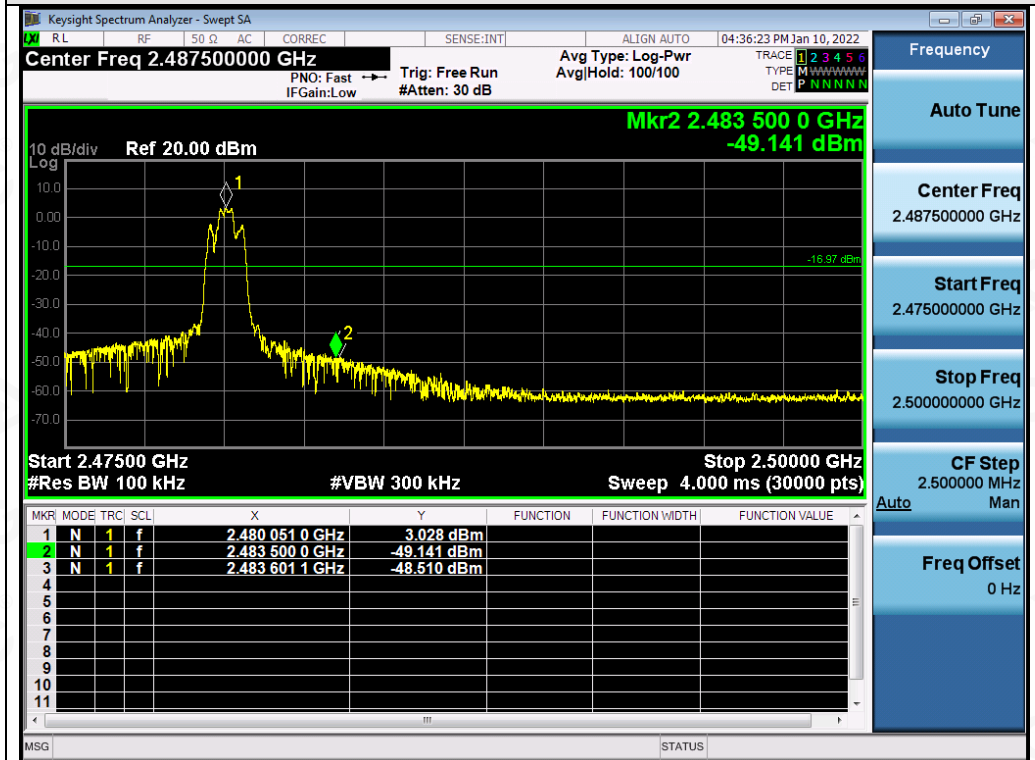 Keysight Spectrum Analyzer - Swept SA
LXI RL RF 50 Ω AC CORREC SENSE:INT ALIGN AUTO 04:36:23 PM Jan 10, 2022
Center Freq 2.487500000 GHz
PNO: Fast
IFGain:Low
Trig: Free Run
#Atten: 30 dB
Avg Type: Log-Pwr
Avg|Hold: 100/100
TRACE 1 2 3 4 5 6
TYPE M WWWWW
DET P N N N N N
Mkr2 2.483 500 0 GHz
-49.141 dBm
10 dB/div Ref 20.00 dBm
Log
10.0
0.00
-10.0
-20.0
-30.0
-40.0
-50.0
-60.0
-70.0
1
-16.97 dBm
2
Start 2.47500 GHz Stop 2.50000 GHz
#Res BW 100 kHz #VBW 300 kHz Sweep 4.000 ms (30000 pts)
MKR MODE TRC SCL X Y FUNCTION FUNCTION WIDTH FUNCTION VALUE
1 N 1 f 2.480 051 0 GHz 3.028 dBm
2 N 1 f 2.483 500 0 GHz -49.141 dBm
3 N 1 f 2.483 601 1 GHz -48.510 dBm
4
5
6
7
8
9
10
11
MSG STATUS
Frequency
Auto Tune
Center Freq
2.487500000 GHz
Start Freq
2.475000000 GHz
Stop Freq
2.500000000 GHz
CF Step
2.500000 MHz
Auto Man
Freq Offset
0 Hz